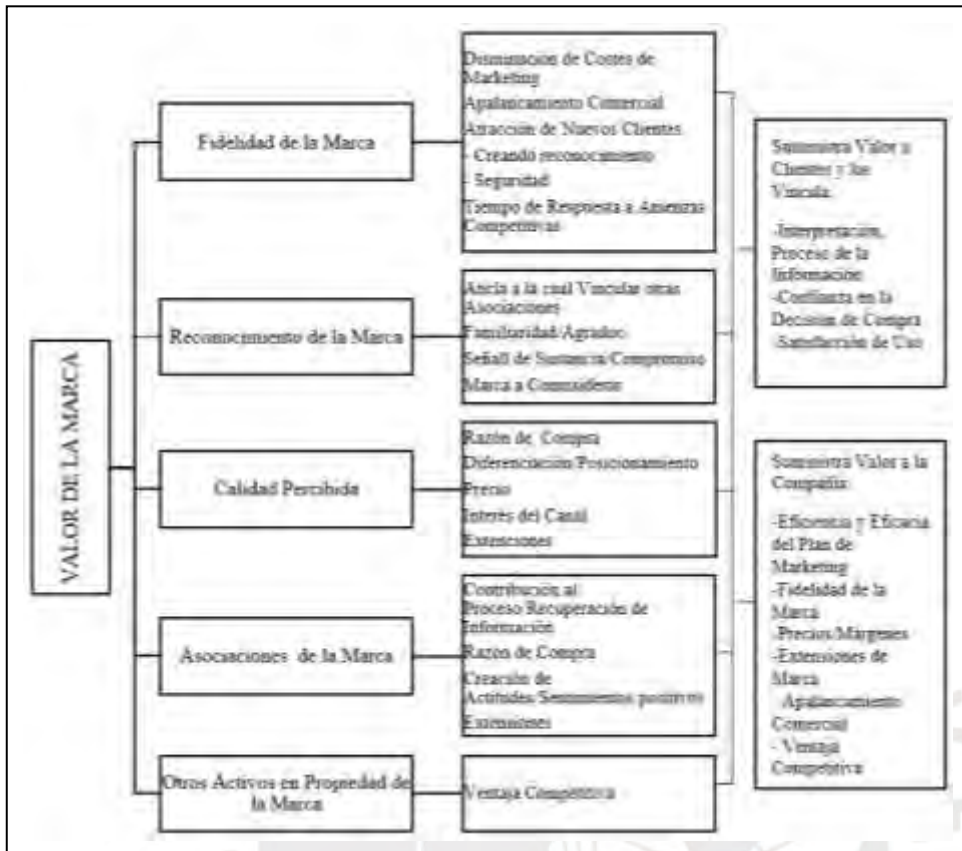 VALOR DE LA MARCA
Fidelidad de la Marca
Disminución de Costes de
Marketing
Apalancamiento Comercial
Atracción de Nuevos Clientes
- Creando reconocimiento
- Seguridad
Tiempo de Respuesta a Amenzas
Competitivas
Reconocimiento de la Marca
Ancla a la cual Vincular otras
Asociaciones
Familiaridad/Agrados
Señal de Sustancia/Compromiso
Marca a Considerar
Calidad Percibida
Razón de Compra
Diferenciación/Posicionamiento
Precio
Interés del Canal
Extenciones
Asociaciones de la Marca
Contribución al
Proceso Recuperación de
Información
Razón de Compra
Creación de
Actitudes/Sentimientos positivos
Extensiones
Otros Activos en Propiedad de
la Marca
Ventaja Competitiva
Suministra Valor a
Clientes y los
Vincula.
-Interpretación,
Proceso de la
Información
-Confianza en la
Decisión de Compra
-Satisfacción de Uso
Suministra Valor a la
Compañía:
-Eficiencia y Eficacia
del Plan de
Marketing
-Fidelidad de la
Marca
-Precios/Márgenes
-Extensiones de
Marca
- Apalancamiento
Comercial
- Ventaja
Competitiva